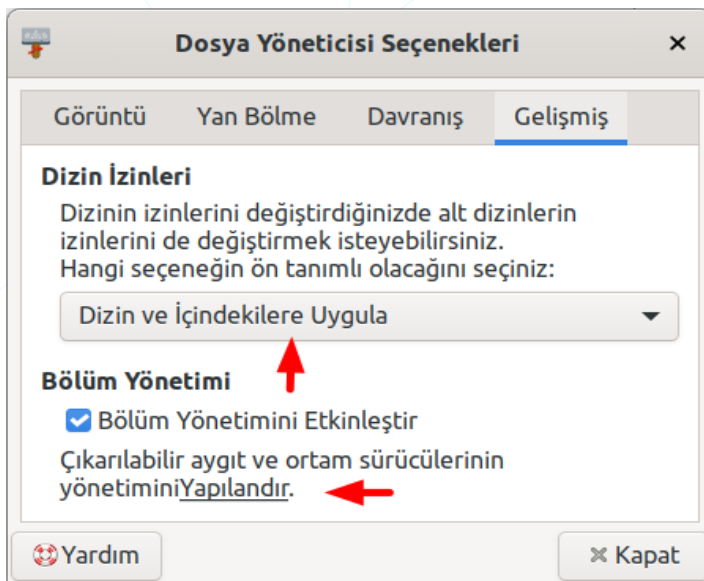 Dosya Yöneticisi Seçenekleri
Görüntü Yan Bölme Davranış Gelişmiş
Dizin İzinleri
Dizinin izinlerini değiştirdiğinizde alt dizinlerin
izinlerini de değiştirmek isteyebilirsiniz.
Hangi seçeneğin ön tanımlı olacağını seçiniz:
Dizin ve İçindekilere Uygula
Bölüm Yönetimi
Bölüm Yönetimini Etkinleştir
Çıkarılabilir aygıt ve ortam sürücülerinin
yönetiminiYapılandır.
Yardım Kapat